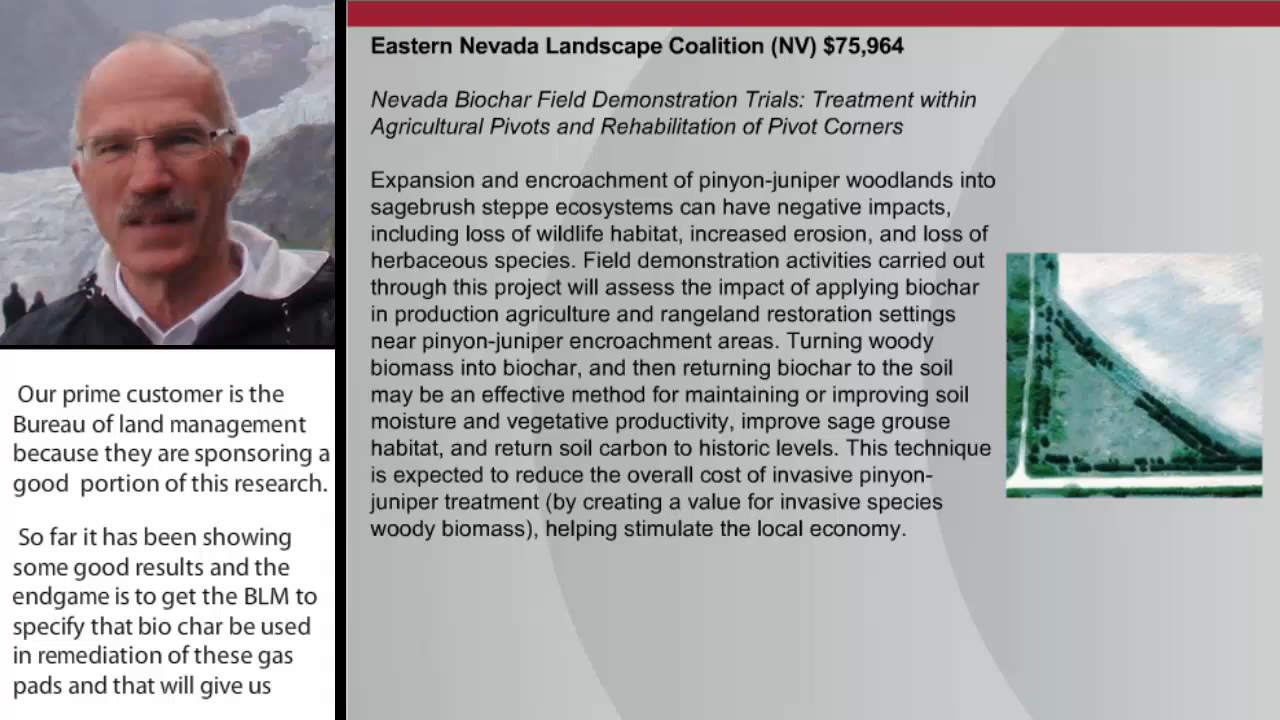 Eastern Nevada Landscape Coalition (NV) $75,964
Nevada Biochar Field Demonstration Trials: Treatment within
Agricultural Pivots and Rehabilitation of Pivot Corners
Expansion and encroachment of pinyon-juniper woodlands into
sagebrush steppe ecosystems can have negative impacts,
including loss of wildlife habitat, increased erosion, and loss of
herbaceous species. Field demonstration activities carried out
through this project will assess the impact of applying biochar
in production agriculture and rangeland restoration settings
near pinyon-juniper encroachment areas. Turning woody
biomass into biochar, and then returning biochar to the soil
may be an effective method for maintaining or improving soil
moisture and vegetative productivity, improve sage grouse
habitat, and return soil carbon to historic levels. This technique
is expected to reduce the overall cost of invasive pinyon-
juniper treatment (by creating a value for invasive species
woody biomass), helping stimulate the local economy.
Our prime customer is the
Bureau of land management
because they are sponsoring a
good portion of this research.
So far it has been showing
some good results and the
endgame is to get the BLM to
specify that bio char be used
in remediation of these gas
pads and that will give us